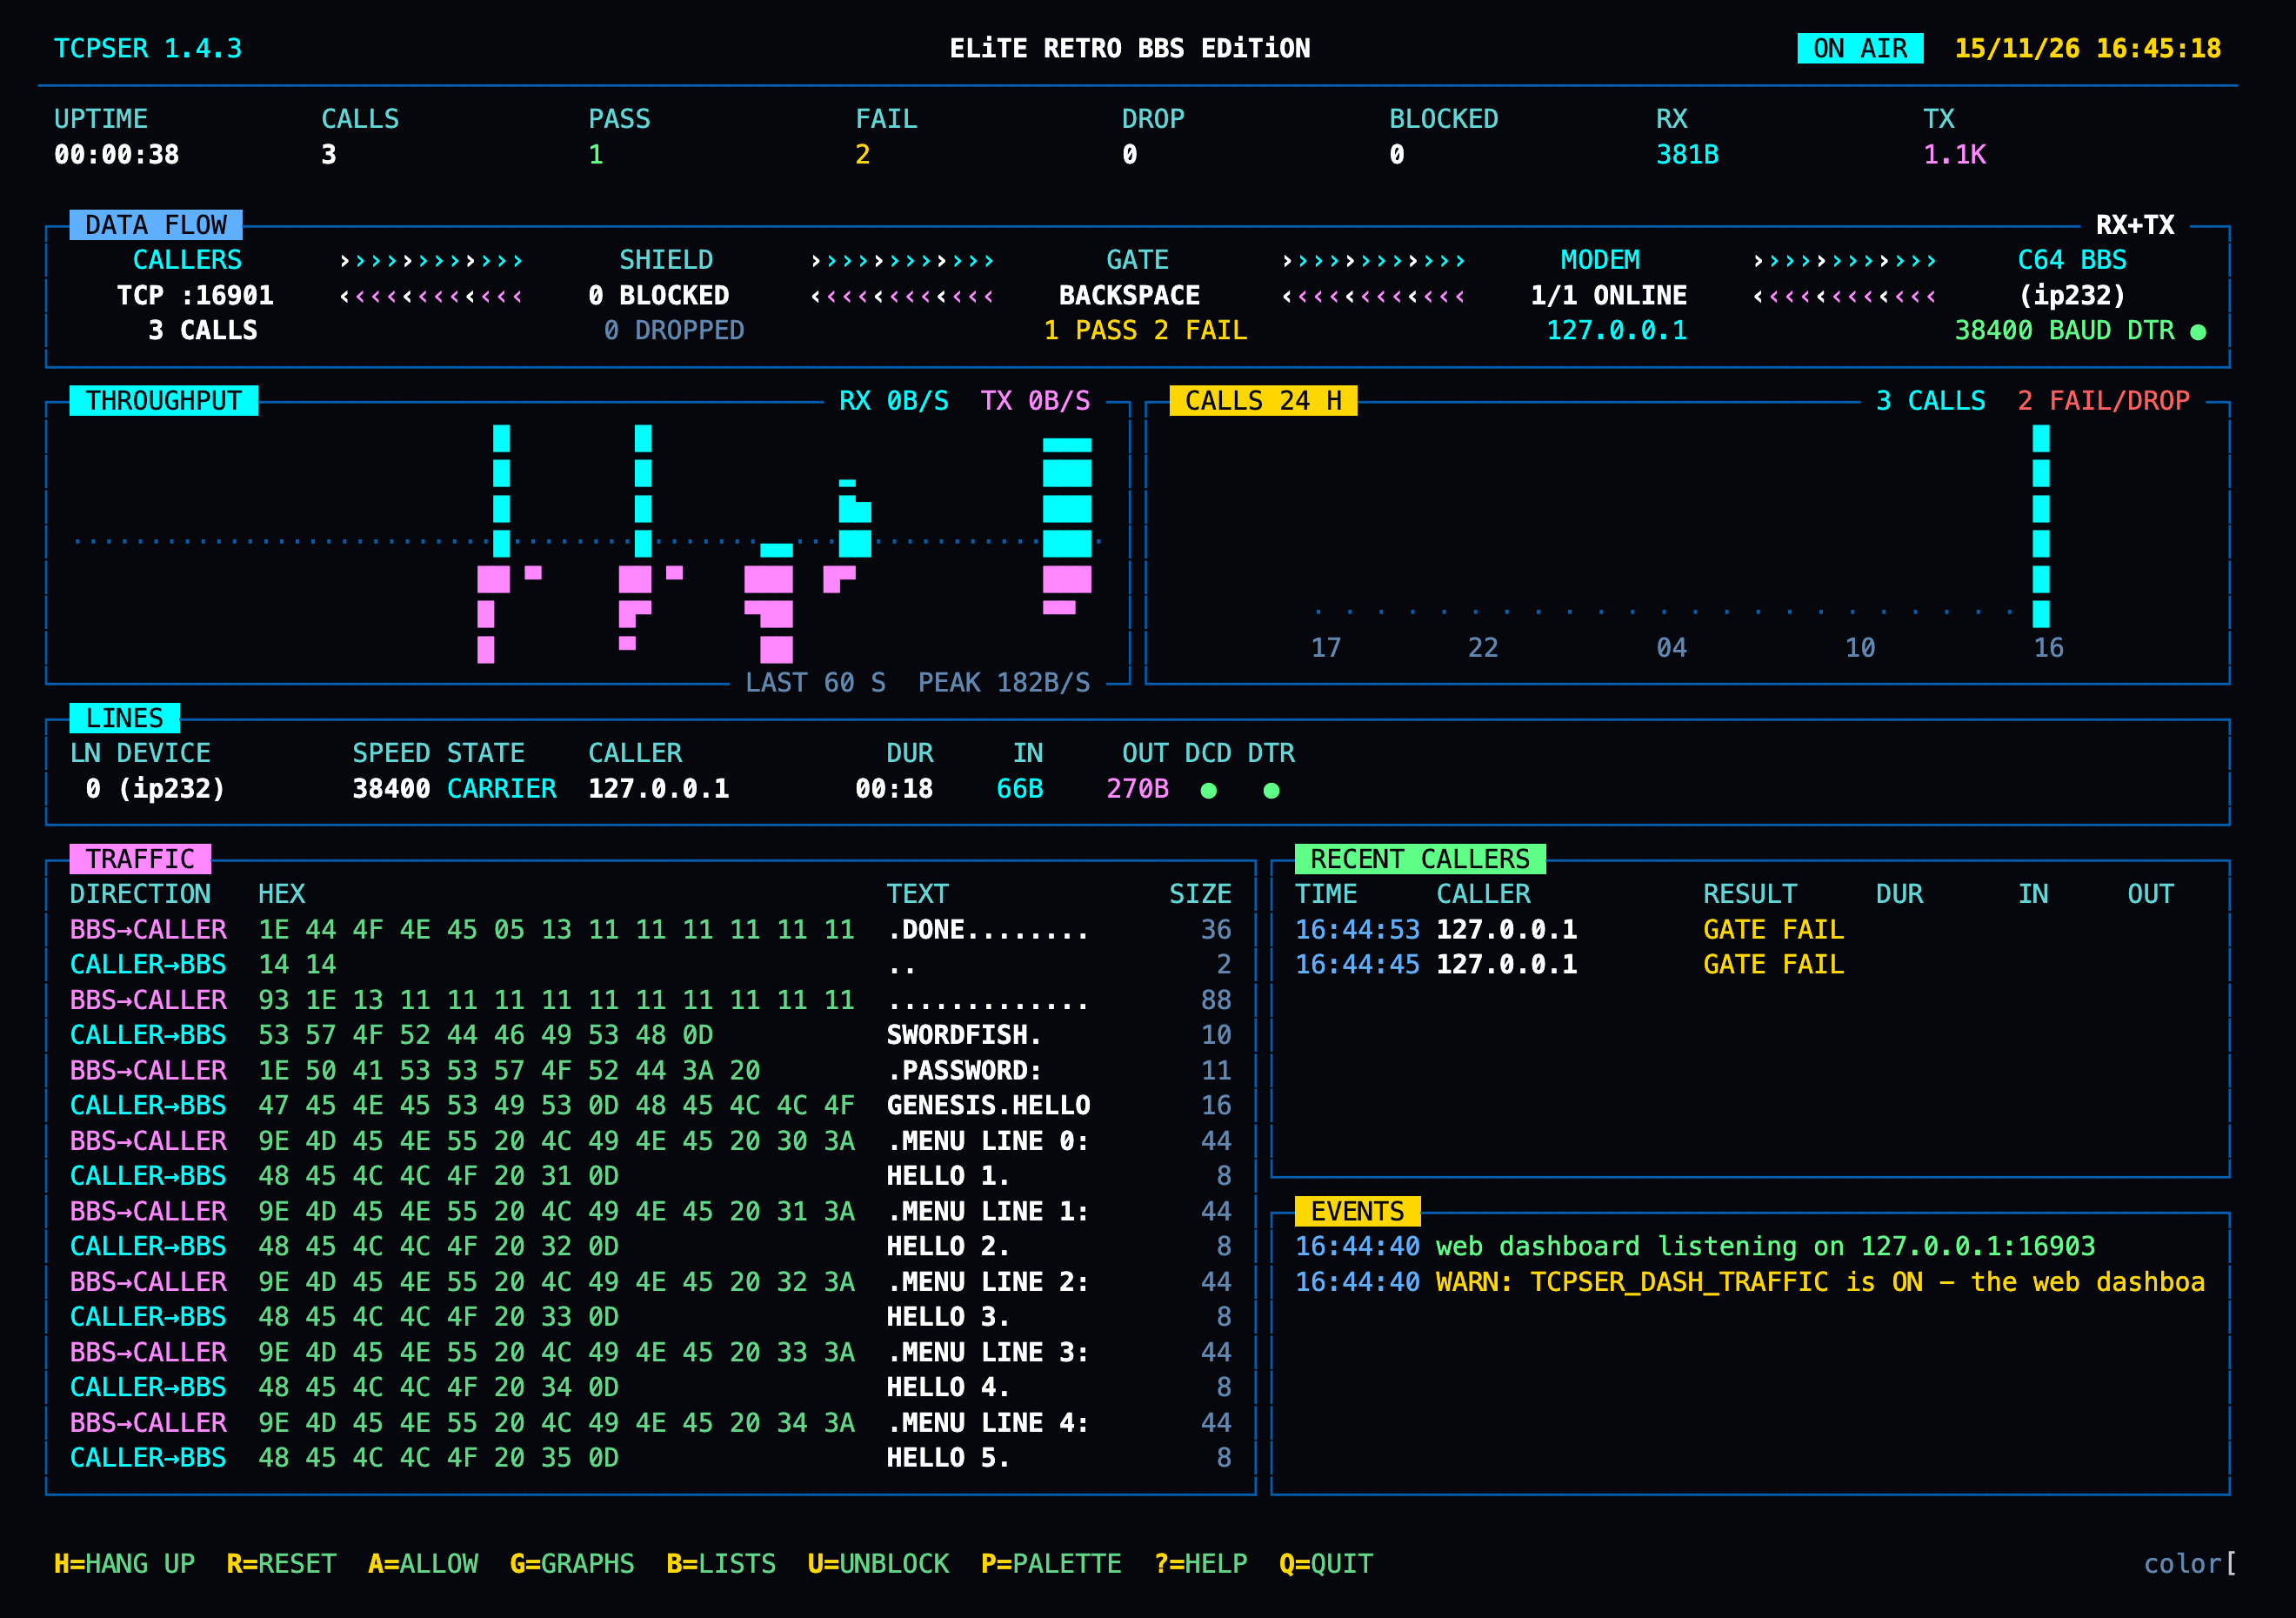 TCPSER 1.4.3 ELiTE RETRO BBS EDiTiON ON AIR 15/11/26 16:45:18
UPTIME CALLS PASS FAIL DROP BLOCKED RX TX
00:00:38 3 1 2 0 0 381B 1.1K
DATA FLOW RX+TX
CALLERS ›››››››››››› SHIELD ›››››››››››› GATE ›››››››››››› MODEM ›››››››››››› C64 BBS
TCP :16901 ‹‹‹‹‹‹‹‹‹‹‹‹ 0 BLOCKED ‹‹‹‹‹‹‹‹‹‹‹‹ BACKSPACE ‹‹‹‹‹‹‹‹‹‹‹‹ 1/1 ONLINE ‹‹‹‹‹‹‹‹‹‹‹‹ (ip232)
3 CALLS 0 DROPPED 1 PASS 2 FAIL 127.0.0.1 38400 BAUD DTR ●
THROUGHPUT RX 0B/S TX 0B/S
LAST 60 S PEAK 182B/S
CALLS 24 H 3 CALLS 2 FAIL/DROP
17 22 04 10 16
LINES
LN DEVICE SPEED STATE CALLER DUR IN OUT DCD DTR
0 (ip232) 38400 CARRIER 127.0.0.1 00:18 66B 270B ● ●
TRAFFIC
DIRECTION HEX TEXT SIZE
BBS→CALLER 1E 44 4F 4E 45 05 13 11 11 11 11 11 11 .DONE........ 36
CALLER→BBS 14 14 .. 2
BBS→CALLER 93 1E 13 11 11 11 11 11 11 11 11 11 11 ............. 88
CALLER→BBS 53 57 4F 52 44 46 49 53 48 0D SWORDFISH. 10
BBS→CALLER 1E 50 41 53 53 57 4F 52 44 3A 20 .PASSWORD: 11
CALLER→BBS 47 45 4E 45 53 49 53 0D 48 45 4C 4C 4F GENESIS.HELLO 16
BBS→CALLER 9E 4D 45 4E 55 20 4C 49 4E 45 20 30 3A .MENU LINE 0: 44
CALLER→BBS 48 45 4C 4C 4F 20 31 0D HELLO 1. 8
BBS→CALLER 9E 4D 45 4E 55 20 4C 49 4E 45 20 31 3A .MENU LINE 1: 44
CALLER→BBS 48 45 4C 4C 4F 20 32 0D HELLO 2. 8
BBS→CALLER 9E 4D 45 4E 55 20 4C 49 4E 45 20 32 3A .MENU LINE 2: 44
CALLER→BBS 48 45 4C 4C 4F 20 33 0D HELLO 3. 8
BBS→CALLER 9E 4D 45 4E 55 20 4C 49 4E 45 20 33 3A .MENU LINE 3: 44
CALLER→BBS 48 45 4C 4C 4F 20 34 0D HELLO 4. 8
BBS→CALLER 9E 4D 45 4E 55 20 4C 49 4E 45 20 34 3A .MENU LINE 4: 44
CALLER→BBS 48 45 4C 4C 4F 20 35 0D HELLO 5. 8
RECENT CALLERS
TIME CALLER RESULT DUR IN OUT
16:44:53 127.0.0.1 GATE FAIL
16:44:45 127.0.0.1 GATE FAIL
EVENTS
16:44:40 web dashboard listening on 127.0.0.1:16903
16:44:40 WARN: TCPSER_DASH_TRAFFIC is ON — the web dashboa
H=HANG UP R=RESET A=ALLOW G=GRAPHS B=LISTS U=UNBLOCK P=PALETTE ?=HELP Q=QUIT color[